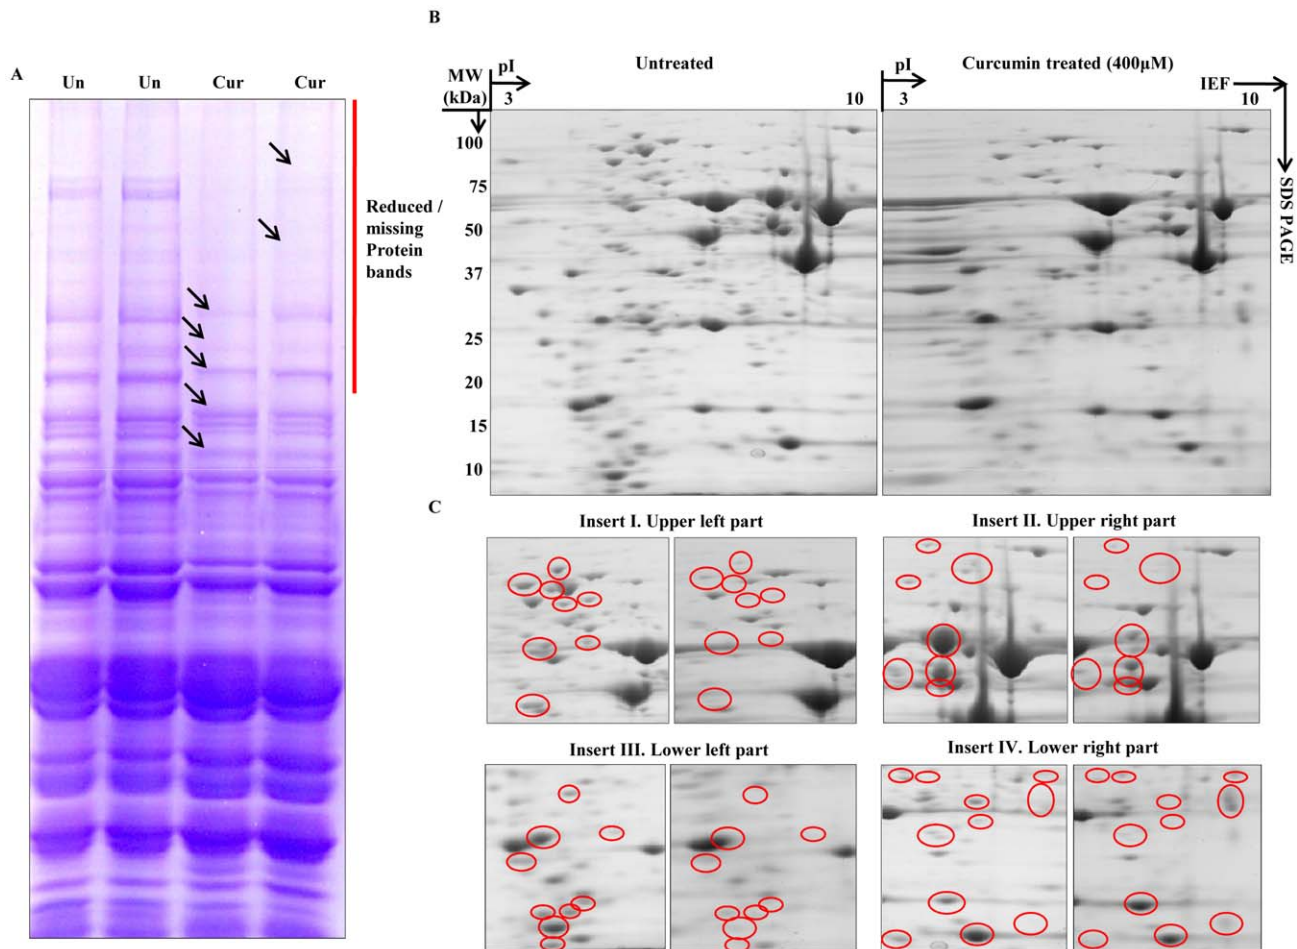 A
Un Un Cur Cur
Reduced /
missing
Protein
bands
B
Untreated
Curcumin treated (400µM)
MW
(kDa)
pI
3
10
pI
3
IEF
10
100
75
50
37
25
20
15
10
SDS PAGE
C
Insert I. Upper left part
Insert II. Upper right part
Insert III. Lower left part
Insert IV. Lower right part